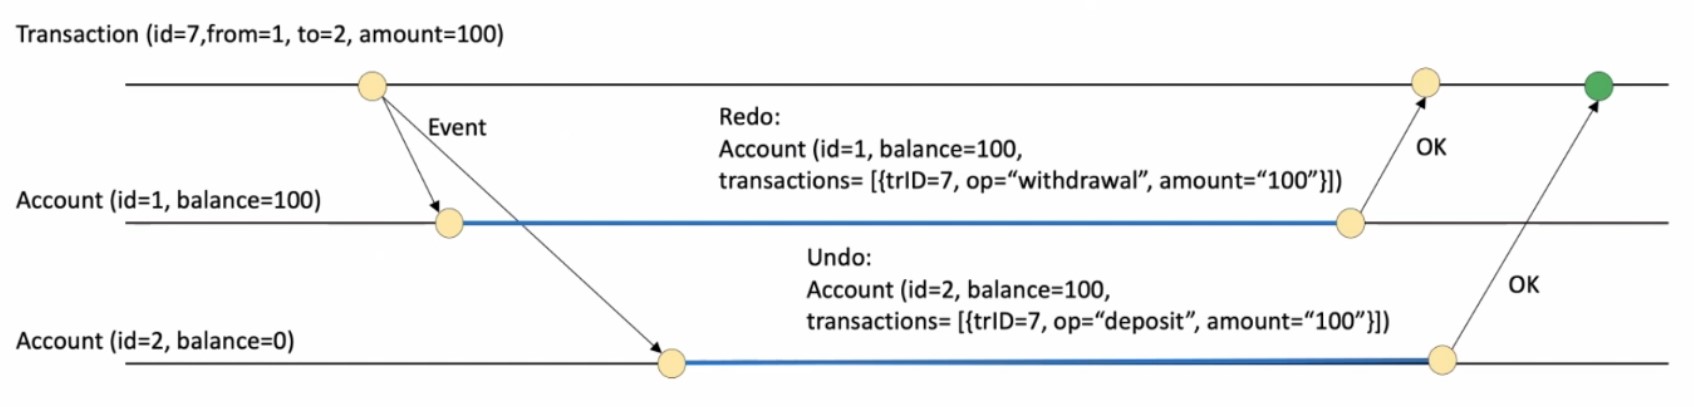 Transaction (id=7,from=1, to=2, amount=100)
Event
Redo:
Account (id=1, balance=100,
transactions= [{trID=7, op=“withdrawal”, amount=“100”}])
OK
Account (id=1, balance=100)
Undo:
Account (id=2, balance=100,
transactions= [{trID=7, op=“deposit”, amount=“100”}])
OK
Account (id=2, balance=0)